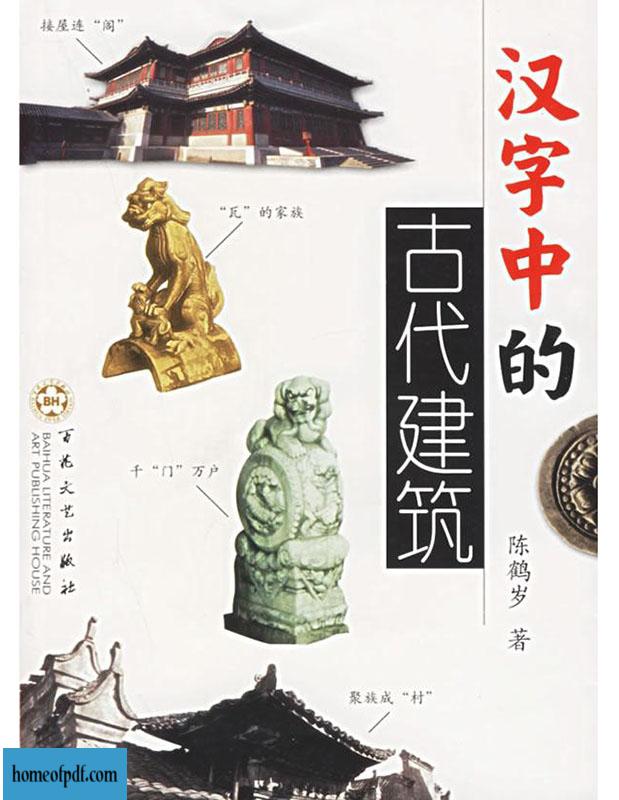 接屋连“阁”
汉字中的
古代建筑
“瓦”的家族
BH
百花文艺出版社
BAIHUA LITERATURE AND
ART PUBLISHING HOUSE
千“门”万户
陈鹤岁 著
聚族成“村”
homeofpdf.com